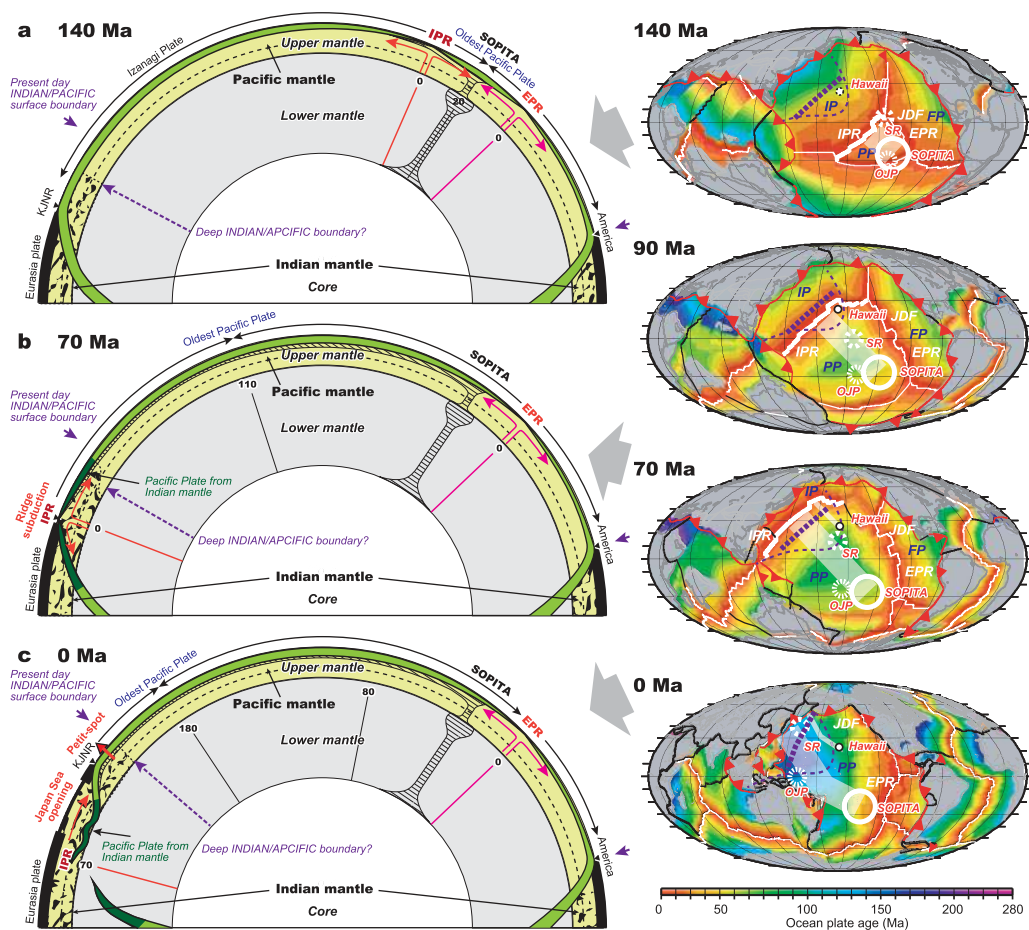 a 140 Ma
Izanagi Plate
Upper mantle
IPR
SOPITA
Oldest Pacific Plate
Present day
INDIAN/PACIFIC
surface boundary
Pacific mantle
0
20
EPR
Lower mantle
0
KJNR
Deep INDIAN/APCIFIC boundary?
America
Eurasia plate
Indian mantle
Core
b 70 Ma
Oldest Pacific Plate
Upper mantle
SOPITA
Pacific mantle
110
Present day
INDIAN/PACIFIC
surface boundary
Lower mantle
EPR
0
Pacific Plate from
Indian mantle
Ridge
subduction
IPR
0
Deep INDIAN/APCIFIC boundary?
America
Eurasia plate
Indian mantle
Core
c 0 Ma
Present day
INDIAN/PACIFIC
surface boundary
Oldest Pacific Plate
Upper mantle
SOPITA
Pacific mantle
80
180
EPR
Petit-spot
KJNR
Lower mantle
0
Japan Sea
opening
Pacific Plate from
Indian mantle
Deep INDIAN/APCIFIC boundary?
IPR
70
America
Eurasia plate
Indian mantle
Core
140 Ma
Hawaii
IP
JDF
FP
IPR
SR
EPR
PP
SOPITA
OJP
90 Ma
IP
Hawaii
JDF
FP
SR
IPR
EPR
PP
SOPITA
OJP
70 Ma
IP
Hawaii
JDF
IPR
SR
FP
PP
EPR
SOPITA
OJP
0 Ma
JDF
SR
Hawaii
PP
OJP
EPR
SOPITA
0 50 100 150 200 280
Ocean plate age (Ma)